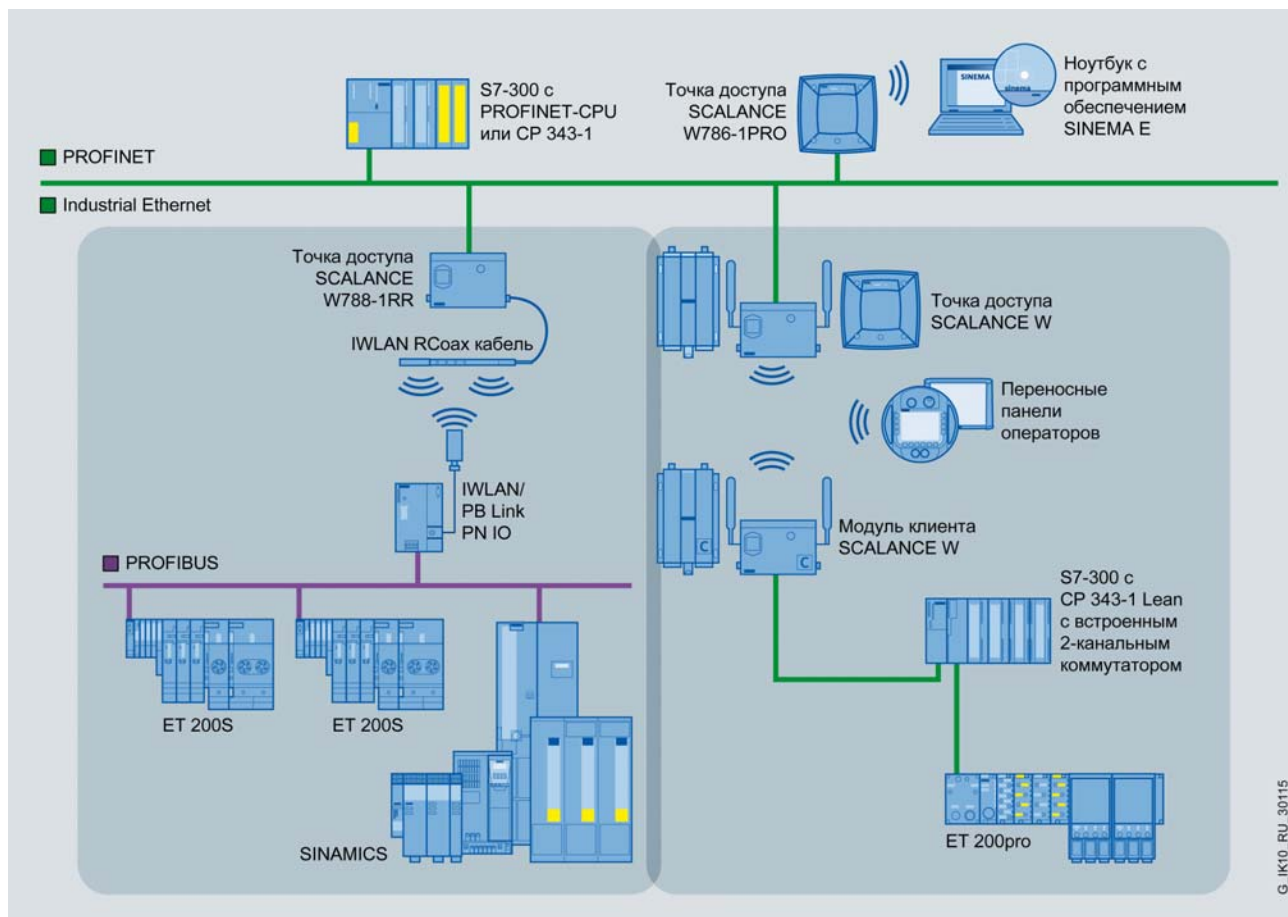 S7-300 с
PROFINET-CPU
или CP 343-1
Точка доступа
SCALANCE
W786-1PRO
SINEMA
sinema
Ноутбук с
программным
обеспечением
SINEMA E
PROFINET
Industrial Ethernet
Точка доступа
SCALANCE
W788-1RR
IWLAN RCoax кабель
IWLAN/
PB Link
PN IO
PROFIBUS
ET 200S
ET 200S
SINAMICS
Точка доступа
SCALANCE W
Переносные
панели
операторов
C
C
Модуль клиента
SCALANCE W
S7-300 с
CP 343-1 Lean
с встроенным
2-канальным
коммутатором
ET 200pro
G_IK10_RU_30115